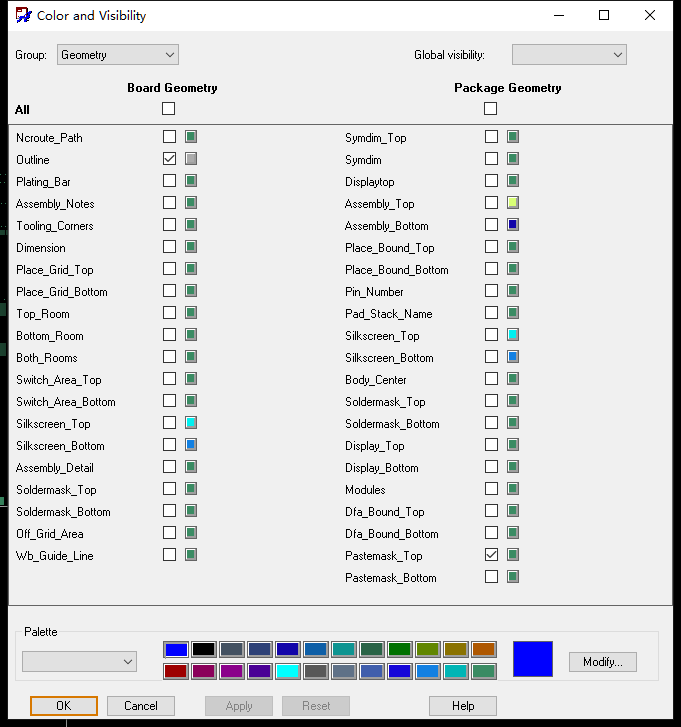 Color and Visibility
Group: Geometry Global visibility:
Board Geometry Package Geometry
All
Ncroute_Path Symdim_Top
Outline Symdim
Plating_Bar Displaytop
Assembly_Notes Assembly_Top
Tooling_Corners Assembly_Bottom
Dimension Place_Bound_Top
Place_Grid_Top Place_Bound_Bottom
Place_Grid_Bottom Pin_Number
Top_Room Pad_Stack_Name
Bottom_Room Silkscreen_Top
Both_Rooms Silkscreen_Bottom
Switch_Area_Top Body_Center
Switch_Area_Bottom Soldermask_Top
Silkscreen_Top Soldermask_Bottom
Silkscreen_Bottom Display_Top
Assembly_Detail Display_Bottom
Soldermask_Top Modules
Soldermask_Bottom Dfa_Bound_Top
Off_Grid_Area Dfa_Bound_Bottom
Wb_Guide_Line Pastemask_Top
Pastemask_Bottom
Palette
Modify...
OK Cancel Apply Reset Help